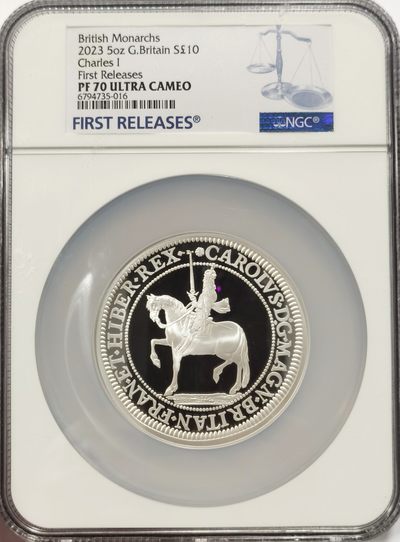 British Monarchs
2023 5oz G.Britain S£10
Charles I
First Releases
PF 70 ULTRA CAMEO
6794735-016
FIRST RELEASES®
NGC®
CAROLVS·D:G·MAG·N·BRITAN·FRAN·ET·HIBER·REX·